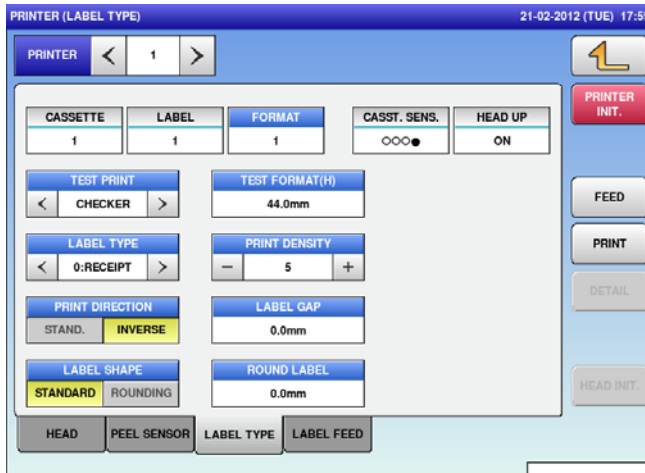 PRINTER (LABEL TYPE) 21-02-2012 (TUE) 17:59
PRINTER < 1 >
PRINTER INIT.
CASSETTE LABEL FORMAT CASST. SENS. HEAD UP
1 1 1 ○○○● ON
TEST PRINT TEST FORMAT(H)
< CHECKER > 44.0mm
FEED
LABEL TYPE PRINT DENSITY
< 0:RECEIPT > − 5 +
PRINT
DETAIL
PRINT DIRECTION LABEL GAP
STAND. INVERSE 0.0mm
LABEL SHAPE ROUND LABEL
STANDARD ROUNDING 0.0mm
HEAD INIT.
HEAD PEEL SENSOR LABEL TYPE LABEL FEED